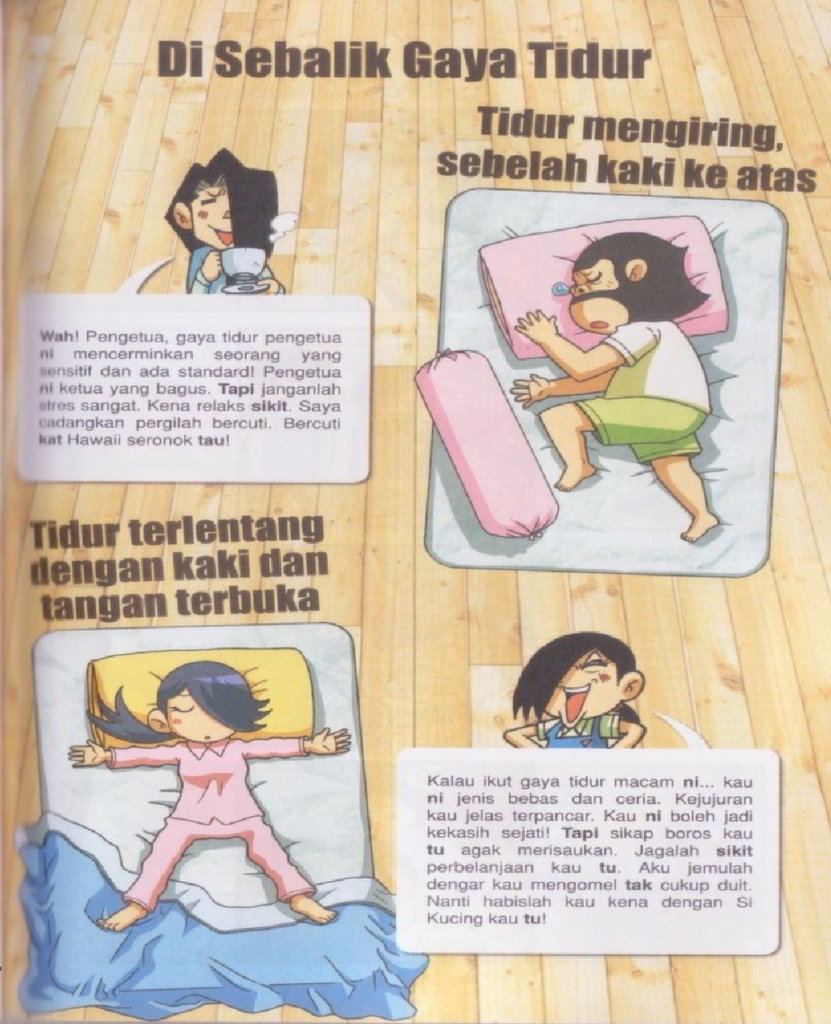 Di Sebalik Gaya Tidur
Tidur mengiring,
sebelah kaki ke atas
Wah! Pengetua, gaya tidur pengetua
ni mencerminkan seorang yang
sensitif dan ada standard! Pengetua
ni ketua yang bagus. Tapi janganlah
stres sangat. Kena relaks sikit. Saya
cadangkan pergilah bercuti. Bercuti
kat Hawaii seronok tau!
Tidur terlentang
dengan kaki dan
tangan terbuka
Kalau ikut gaya tidur macam ni... kau
ni jenis bebas dan ceria. Kejujuran
kau jelas terpancar. Kau ni boleh jadi
kekasih sejati! Tapi sikap boros kau
tu agak merisaukan. Jagalah sikit
perbelanjaan kau tu. Aku jemulah
dengar kau mengomel tak cukup duit.
Nanti habislah kau kena dengan Si
Kucing kau tu!